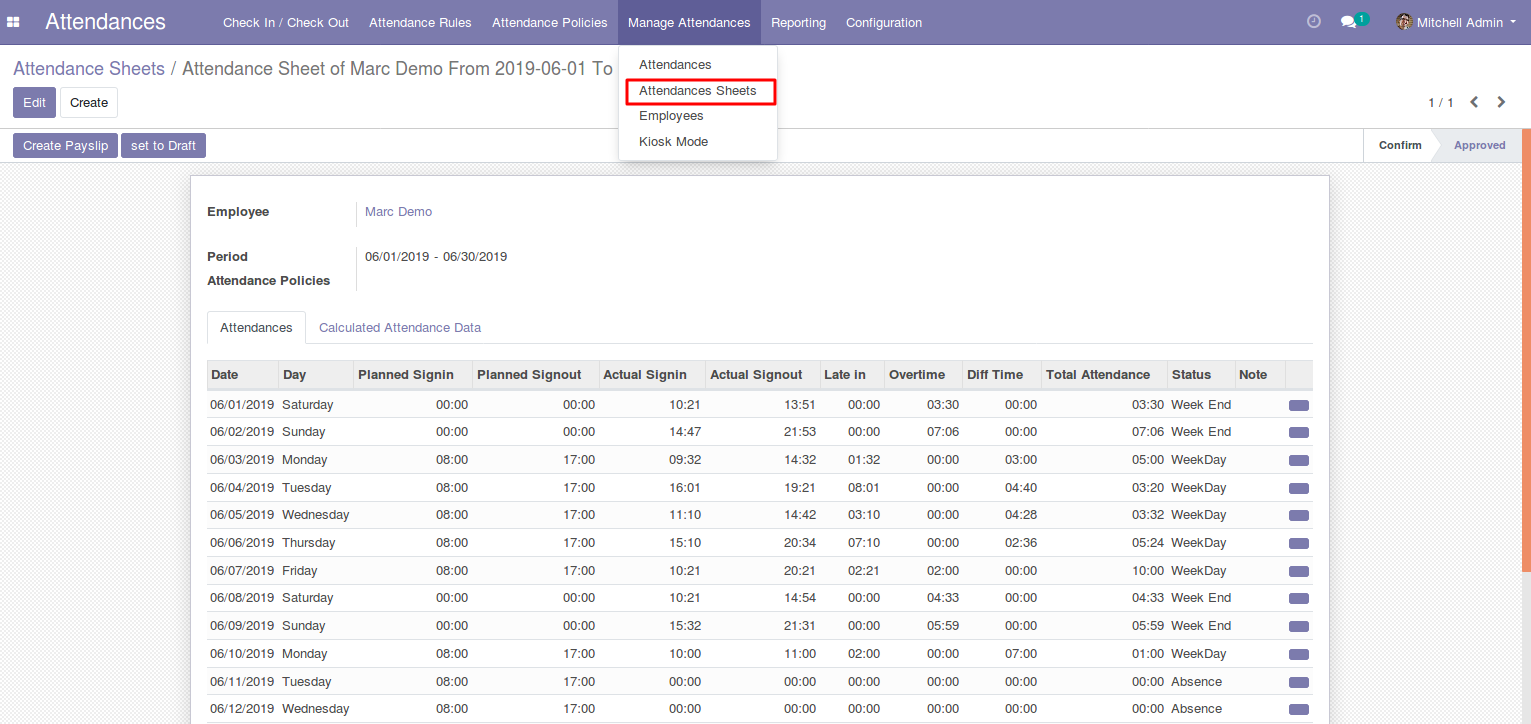 Attendances Check In / Check Out Attendance Rules Attendance Policies Manage Attendances Reporting Configuration 1 Mitchell Admin
Attendance Sheets / Attendance Sheet of Marc Demo From 2019-06-01 To
Attendances
Attendances Sheets
Employees
Kiosk Mode
Edit Create 1 / 1
Create Payslip set to Draft Confirm Approved
Employee Marc Demo
Period 06/01/2019 - 06/30/2019
Attendance Policies
Attendances Calculated Attendance Data
Date Day Planned Signin Planned Signout Actual Signin Actual Signout Late in Overtime Diff Time Total Attendance Status Note
06/01/2019 Saturday 00:00 00:00 10:21 13:51 00:00 03:30 00:00 03:30 Week End
06/02/2019 Sunday 00:00 00:00 14:47 21:53 00:00 07:06 00:00 07:06 Week End
06/03/2019 Monday 08:00 17:00 09:32 14:32 01:32 00:00 03:00 05:00 WeekDay
06/04/2019 Tuesday 08:00 17:00 16:01 19:21 08:01 00:00 04:40 03:20 WeekDay
06/05/2019 Wednesday 08:00 17:00 11:10 14:42 03:10 00:00 04:28 03:32 WeekDay
06/06/2019 Thursday 08:00 17:00 15:10 20:34 07:10 00:00 02:36 05:24 WeekDay
06/07/2019 Friday 08:00 17:00 10:21 20:21 02:21 02:00 00:00 10:00 WeekDay
06/08/2019 Saturday 00:00 00:00 10:21 14:54 00:00 04:33 00:00 04:33 Week End
06/09/2019 Sunday 00:00 00:00 15:32 21:31 00:00 05:59 00:00 05:59 Week End
06/10/2019 Monday 08:00 17:00 10:00 11:00 02:00 00:00 07:00 01:00 WeekDay
06/11/2019 Tuesday 08:00 17:00 00:00 00:00 00:00 00:00 00:00 00:00 Absence
06/12/2019 Wednesday 08:00 17:00 00:00 00:00 00:00 00:00 00:00 00:00 Absence